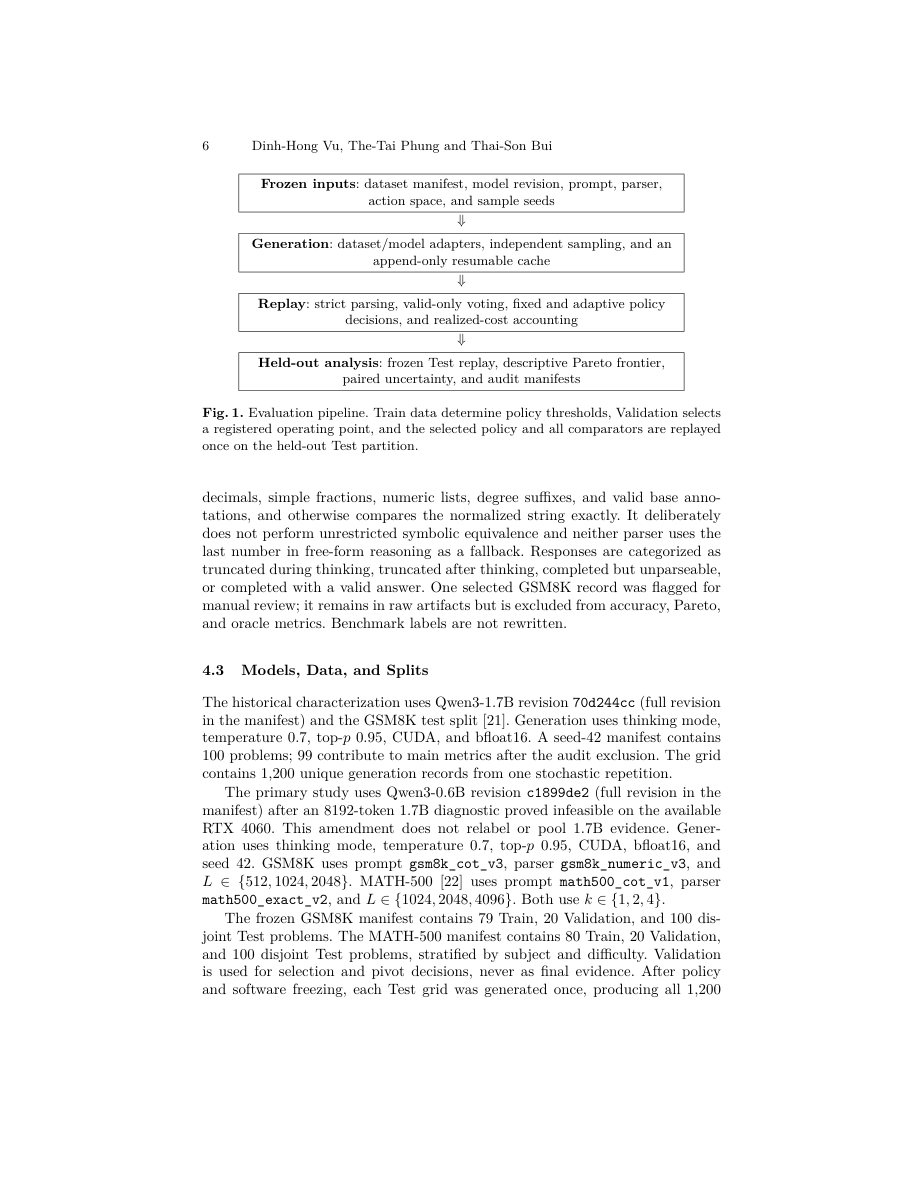 6 Dinh-Hong Vu, The-Tai Phung and Thai-Son Bui
Frozen inputs: dataset manifest, model revision, prompt, parser,
action space, and sample seeds
⇓
Generation: dataset/model adapters, independent sampling, and an
append-only resumable cache
⇓
Replay: strict parsing, valid-only voting, fixed and adaptive policy
decisions, and realized-cost accounting
⇓
Held-out analysis: frozen Test replay, descriptive Pareto frontier,
paired uncertainty, and audit manifests
Fig. 1. Evaluation pipeline. Train data determine policy thresholds, Validation selects
a registered operating point, and the selected policy and all comparators are replayed
once on the held-out Test partition.
decimals, simple fractions, numeric lists, degree suffixes, and valid base anno-
tations, and otherwise compares the normalized string exactly. It deliberately
does not perform unrestricted symbolic equivalence and neither parser uses the
last number in free-form reasoning as a fallback. Responses are categorized as
truncated during thinking, truncated after thinking, completed but unparseable,
or completed with a valid answer. One selected GSM8K record was flagged for
manual review; it remains in raw artifacts but is excluded from accuracy, Pareto,
and oracle metrics. Benchmark labels are not rewritten.
4.3 Models, Data, and Splits
The historical characterization uses Qwen3-1.7B revision 70d244cc (full revision
in the manifest) and the GSM8K test split [21]. Generation uses thinking mode,
temperature 0.7, top-p 0.95, CUDA, and bfloat16. A seed-42 manifest contains
100 problems; 99 contribute to main metrics after the audit exclusion. The grid
contains 1,200 unique generation records from one stochastic repetition.
The primary study uses Qwen3-0.6B revision c1899de2 (full revision in the
manifest) after an 8192-token 1.7B diagnostic proved infeasible on the available
RTX 4060. This amendment does not relabel or pool 1.7B evidence. Gener-
ation uses thinking mode, temperature 0.7, top-p 0.95, CUDA, bfloat16, and
seed 42. GSM8K uses prompt gsm8k_cot_v3, parser gsm8k_numeric_v3, and
L ∈ {512, 1024, 2048}. MATH-500 [22] uses prompt math500_cot_v1, parser
math500_exact_v2, and L ∈ {1024, 2048, 4096}. Both use k ∈ {1, 2, 4}.
The frozen GSM8K manifest contains 79 Train, 20 Validation, and 100 dis-
joint Test problems. The MATH-500 manifest contains 80 Train, 20 Validation,
and 100 disjoint Test problems, stratified by subject and difficulty. Validation
is used for selection and pivot decisions, never as final evidence. After policy
and software freezing, each Test grid was generated once, producing all 1,200